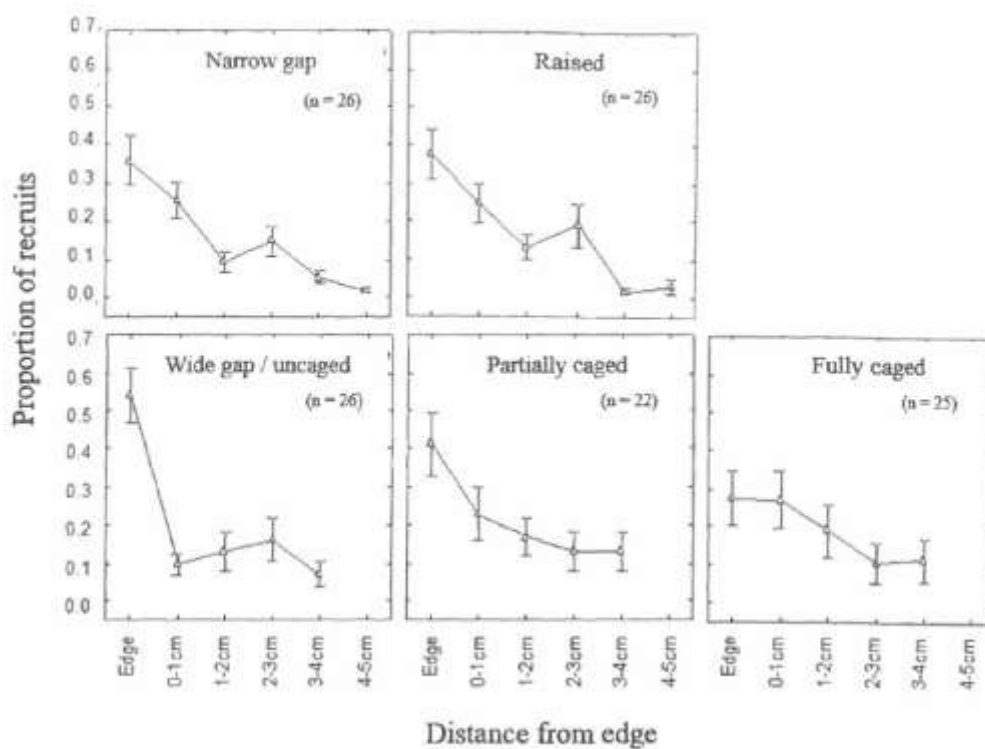 Proportion of recruits
0.7
0.6
0.5
0.4
0.3
0.2
0.1
0.0
Narrow gap
(n = 26)
Raised
(n = 26)
0.7
0.6
0.5
0.4
0.3
0.2
0.1
0.0
Wide gap / uncaged
(n = 26)
Partially caged
(n = 22)
Fully caged
(n = 25)
Edge
0-1cm
1-2cm
2-3cm
3-4cm
4-5cm
Edge
0-1cm
1-2cm
2-3cm
3-4cm
4-5cm
Edge
0-1cm
1-2cm
2-3cm
3-4cm
4-5cm
Distance from edge